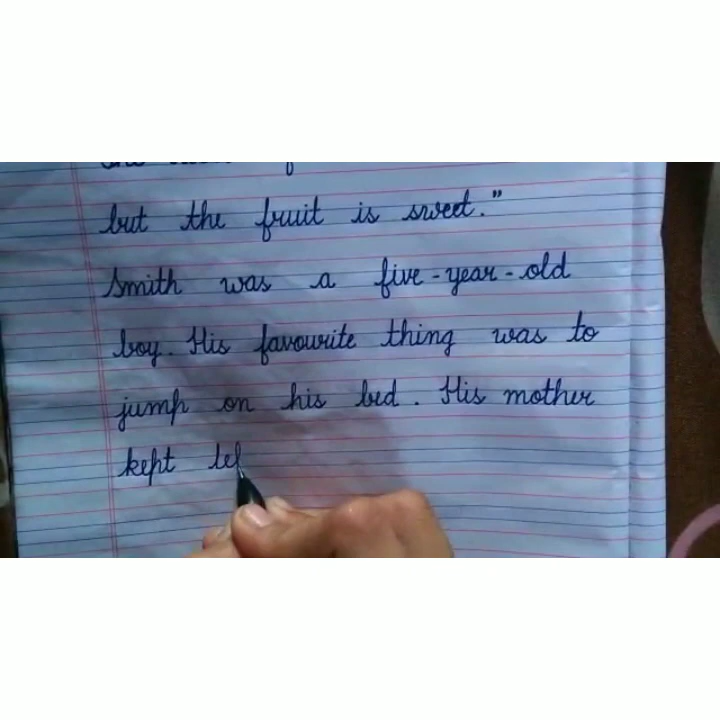 but the fruit is sweet."
Smith was a five-year-old
boy. His favourite thing was to
jump on his bed. His mother
kept